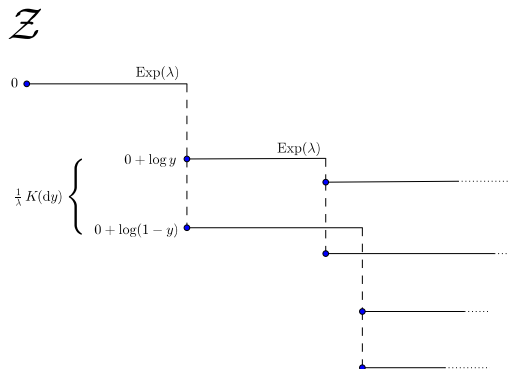 𝒵
Exp(λ)
0
Exp(λ)
0 + log y
1/λ K(dy)
0 + log(1 − y)